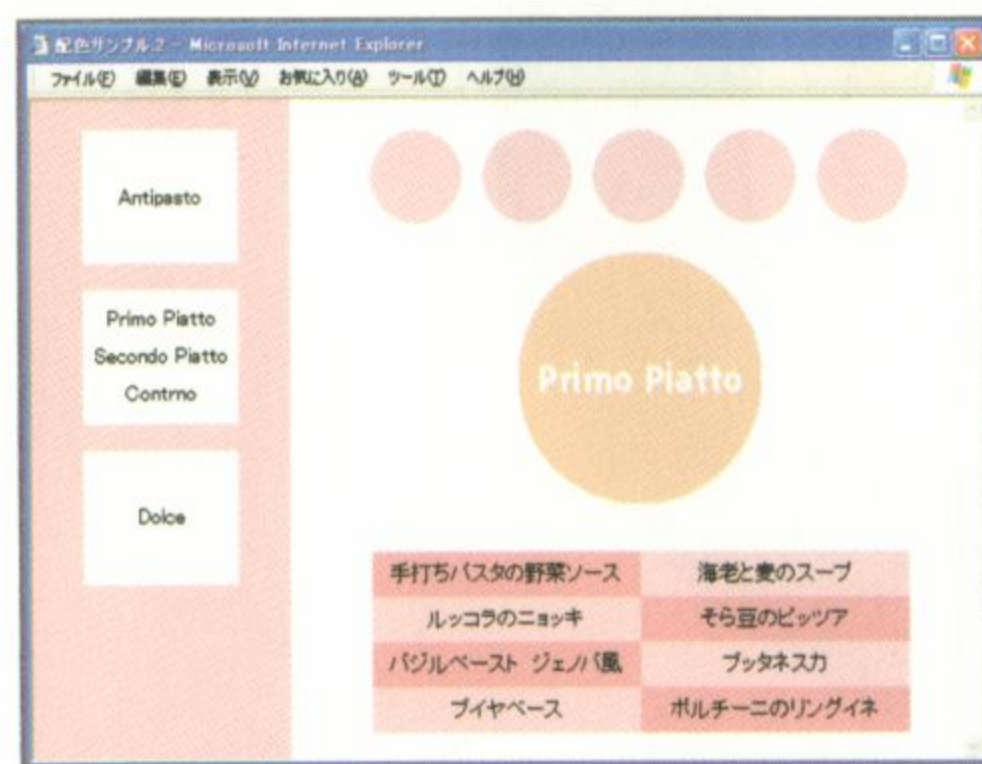 配色サンプル2 - Microsoft Internet Explorer
ファイル(F) 編集(E) 表示(V) お気に入り(A) ツール(T) ヘルプ(H)
Antipasto
Primo Piatto
Secondo Piatto
Contrno
Dolce
Primo Piatto
手打ちパスタの野菜ソース 海老と麦のスープ
ルッコラのニョッキ そら豆のピッツア
バジルペースト ジェノバ風 プッタネスカ
ブイヤベース ポルチーニのリングイネ